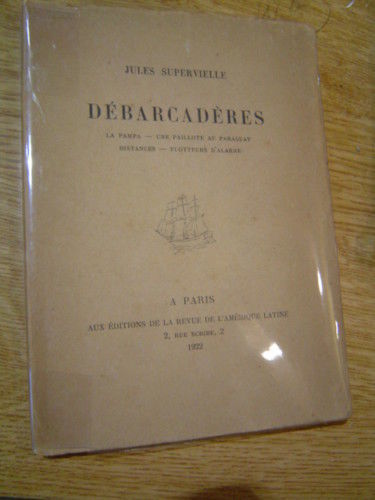 JULES SUPERVIELLE
DÉBARCADÈRES
LA PAMPA — UNE PAILLOTE AU PARAGUAY
DISTANCES — FLOTTEURS D'ALARME
A PARIS
AUX ÉDITIONS DE LA REVUE DE L'AMÉRIQUE LATINE
2, RUE SCRIBE, 2
1922